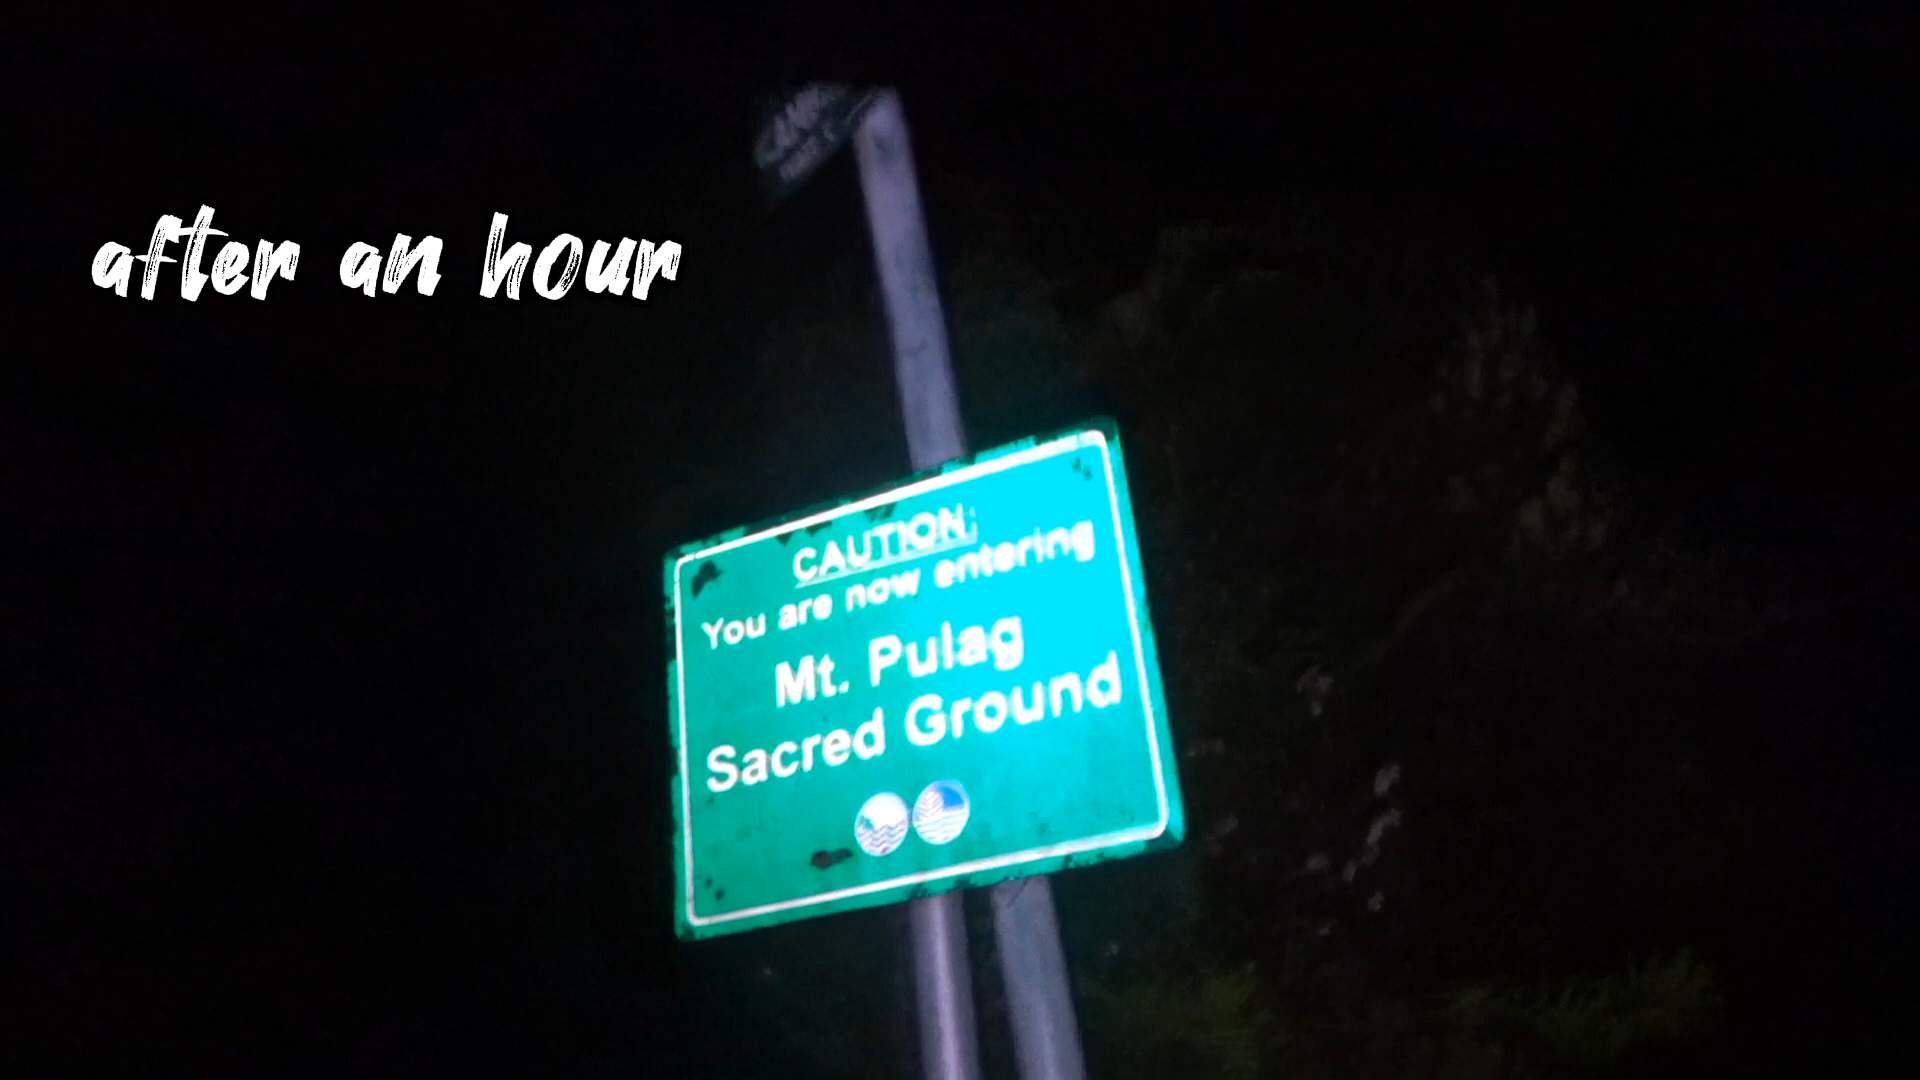 after an hour
CAUTION:
You are now entering
Mt. Pulag
Sacred Ground